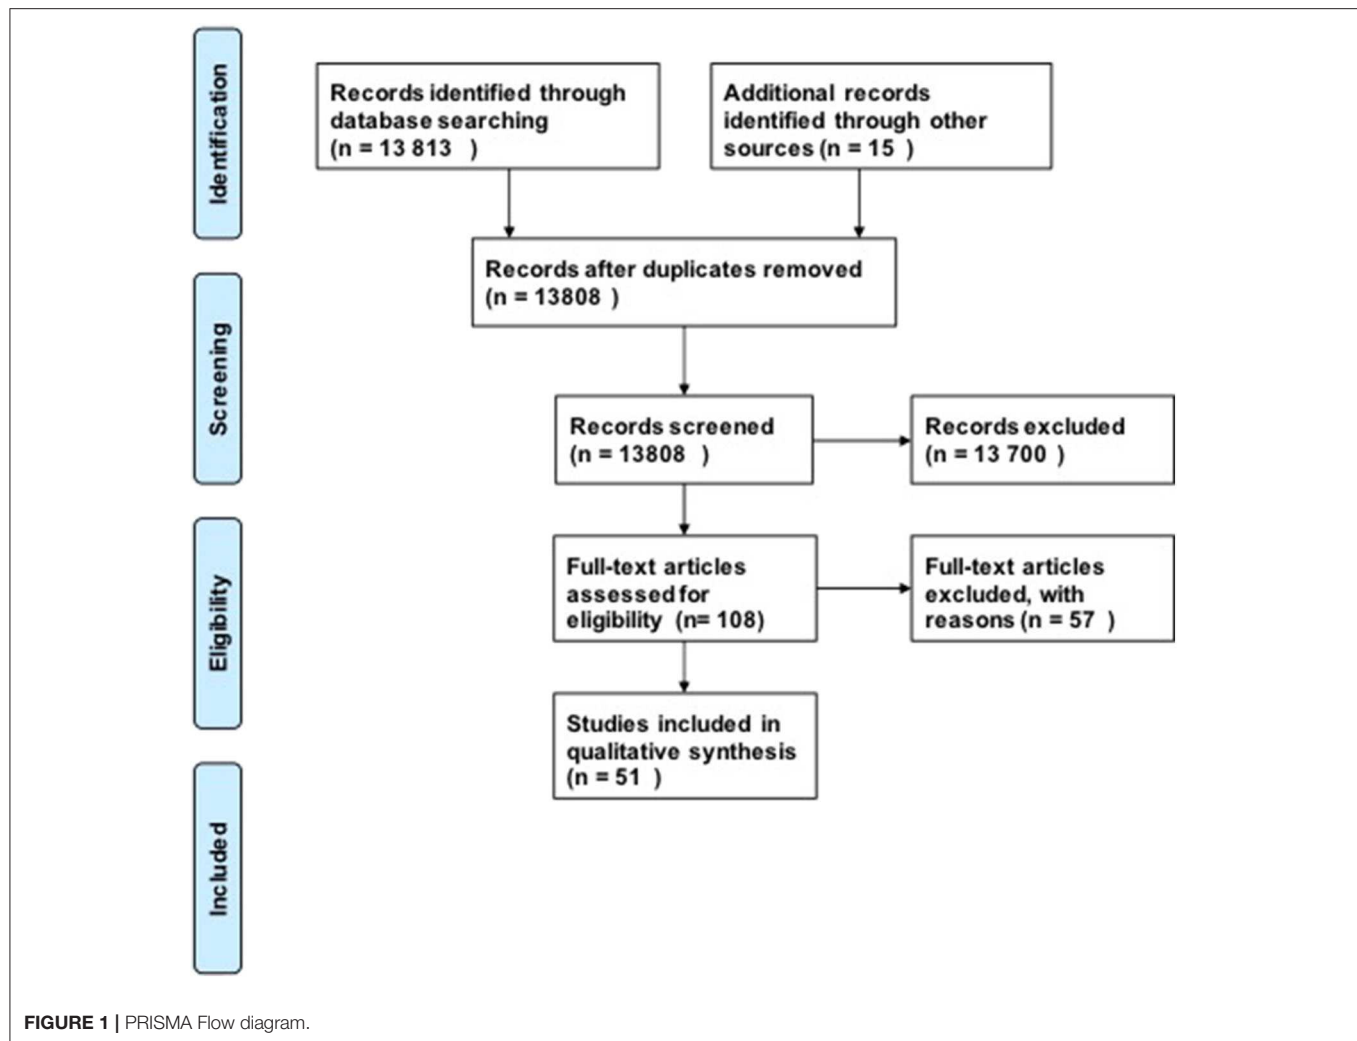 Identification
Records identified through
database searching
(n = 13 813 )
Additional records
identified through other
sources (n = 15 )
Records after duplicates removed
(n = 13808 )
Screening
Records screened
(n = 13808 )
Records excluded
(n = 13 700 )
Eligibility
Full-text articles
assessed for
eligibility (n= 108)
Full-text articles
excluded, with
reasons (n = 57 )
Studies included in
qualitative synthesis
(n = 51 )
Included
FIGURE 1 | PRISMA Flow diagram.